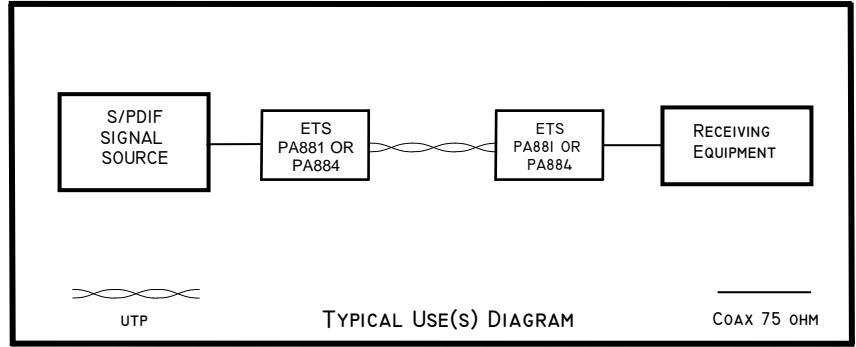 S/PDIF
SIGNAL
SOURCE
ETS
PA881 OR
PA884
ETS
PA881 OR
PA884
RECEIVING
EQUIPMENT
UTP
TYPICAL USE(S) DIAGRAM
COAX 75 OHM